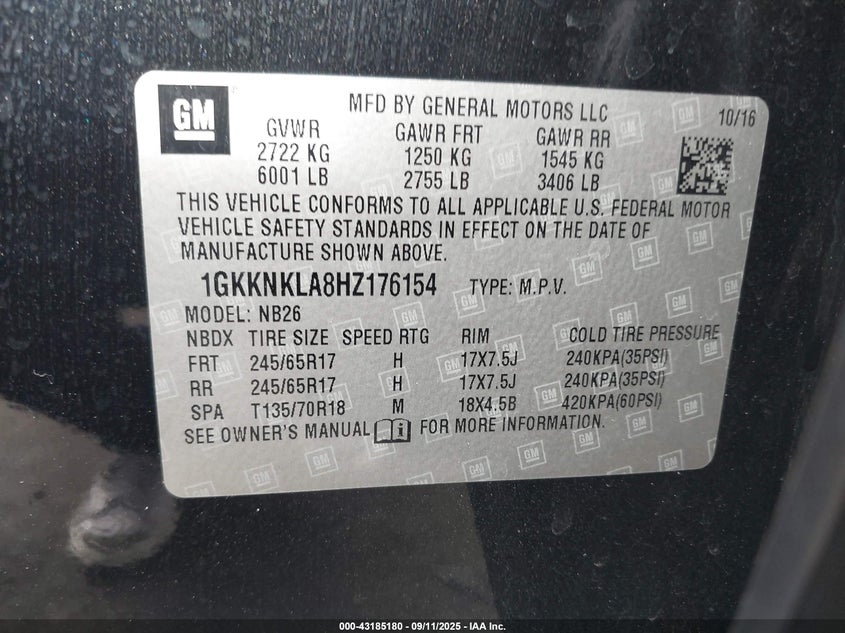 GM
MFD BY GENERAL MOTORS LLC
10/16
GVWR GAWR FRT GAWR RR
2722 KG 1250 KG 1545 KG
6001 LB 2755 LB 3406 LB
THIS VEHICLE CONFORMS TO ALL APPLICABLE U.S. FEDERAL MOTOR
VEHICLE SAFETY STANDARDS IN EFFECT ON THE DATE OF
MANUFACTURE SHOWN ABOVE.
1GKKNKLA8HZ176154 TYPE: M.P.V.
MODEL: NB26
NBDX TIRE SIZE SPEED RTG RIM COLD TIRE PRESSURE
FRT 245/65R17 H 17X7.5J 240KPA(35PSI)
RR 245/65R17 H 17X7.5J 240KPA(35PSI)
SPA T135/70R18 M 18X4.5B 420KPA(60PSI)
SEE OWNER'S MANUAL FOR MORE INFORMATION.
000-43185180 - 09/11/2025 - IAA Inc.